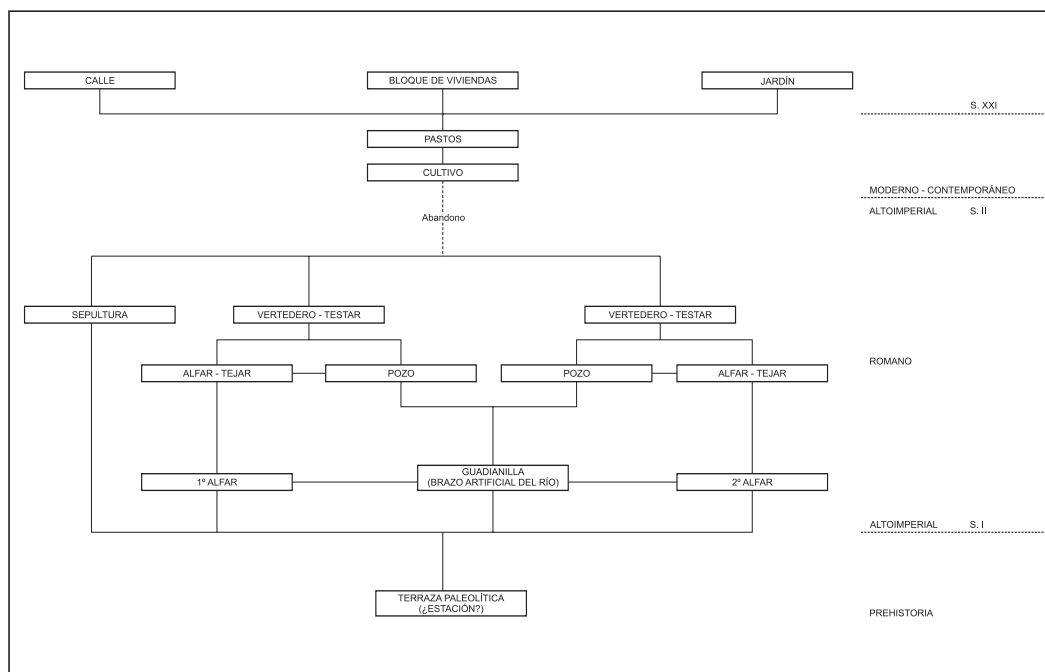 CALLE
BLOQUE DE VIVIENDAS
JARDÍN
S. XXI
PASTOS
CULTIVO
MODERNO - CONTEMPORÁNEO
Abandono
ALTOIMPERIAL S. II
SEPULTURA
VERTEDERO - TESTAR
VERTEDERO - TESTAR
ROMANO
ALFAR - TEJAR
POZO
POZO
ALFAR - TEJAR
1º ALFAR
GUADIANILLA
(BRAZO ARTIFICIAL DEL RÍO)
2º ALFAR
ALTOIMPERIAL S. I
TERRAZA PALEOLÍTICA
(¿ESTACIÓN?)
PREHISTORIA